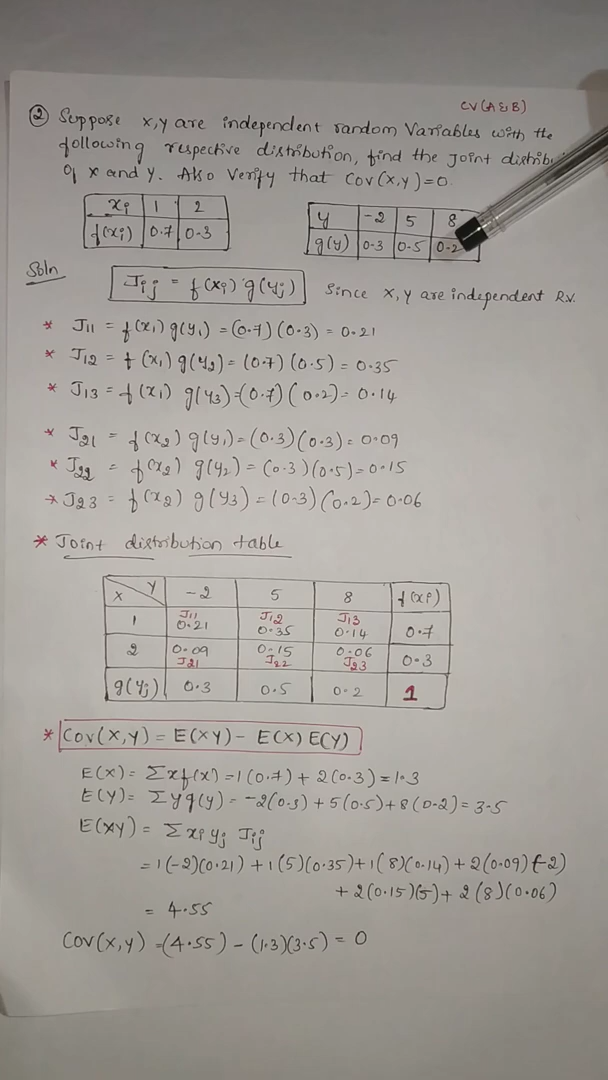 CV(A&B)
② Suppose x,y are independent random Variables with the
following respective distribution, find the Joint distribu
of x and y. Also Verify that Cov(x,y)=0.
xi 1 2
f(xi) 0.7 0.3
y -2 5 8
g(y) 0.3 0.5 0.2
Soln
Jij = f(xi) g(yj) Since x,y are independent R.V.
* J11 = f(x1) g(y1) = (0.7)(0.3) = 0.21
* J12 = f(x1) g(y2) = (0.7)(0.5) = 0.35
* J13 = f(x1) g(y3) = (0.7)(0.2) = 0.14
* J21 = f(x2) g(y1) = (0.3)(0.3) = 0.09
* J22 = f(x2) g(y2) = (0.3)(0.5) = 0.15
→ J23 = f(x2) g(y3) = (0.3)(0.2) = 0.06
* Joint distribution table
X Y -2 5 8 f(xi)
1 J11 0.21 J12 0.35 J13 0.14 0.7
2 0.09 J21 0.15 J22 0.06 J23 0.3
g(yj) 0.3 0.5 0.2 1
* Cov(X,Y) = E(XY) - E(X) E(Y)
E(X) = Σxf(x) = 1(0.7) + 2(0.3) = 1.3
E(Y) = Σyg(y) = -2(0.3) + 5(0.5) + 8(0.2) = 3.5
E(XY) = Σ xi yj Jij
= 1(-2)(0.21) + 1(5)(0.35) + 1(8)(0.14) + 2(0.09)(-2)
+ 2(0.15)(5) + 2(8)(0.06)
= 4.55
Cov(x,y) = (4.55) - (1.3)(3.5) = 0